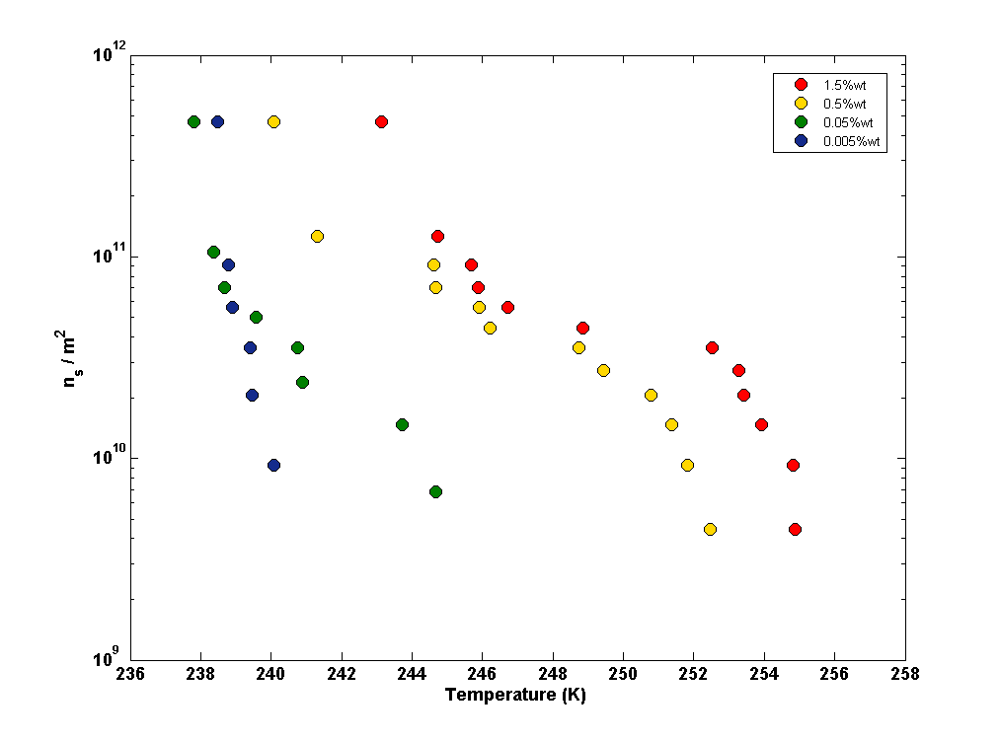 10^12
10^11
10^10
10^9
n_s / m^2
1.5%wt
0.5%wt
0.05%wt
0.005%wt
236 238 240 242 244 246 248 250 252 254 256 258
Temperature (K)